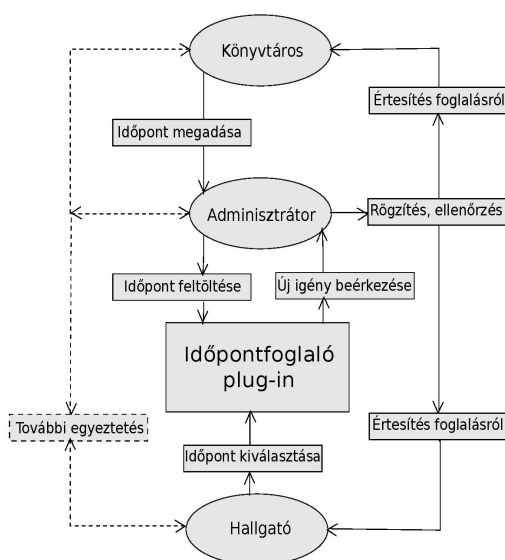 Könyvtáros
Értesítés foglalásról
Időpont megadása
Adminisztrátor
Rögzítés, ellenőrzés
Időpont feltöltése
Új igény beérkezése
Időpontfoglaló
plug-in
További egyeztetés
Értesítés foglalásról
Időpont kiválasztása
Hallgató